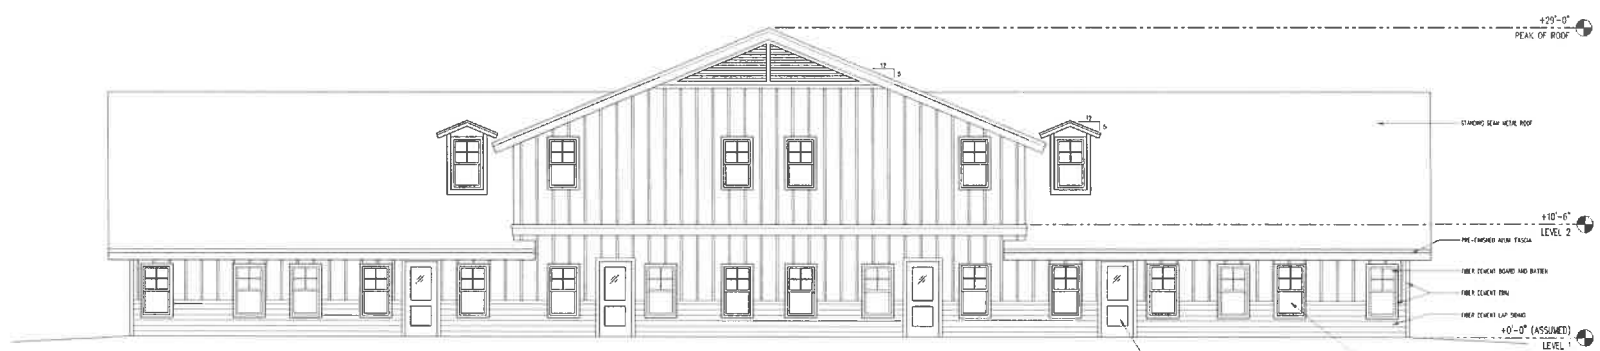 +29'-0"
PEAK OF ROOF
12
5
12
6
STANDING SEAM METAL ROOF
+10'-6"
LEVEL 2
PRE-FINISHED ALUM FASCIA
FIBER CEMENT BOARD AND BATTEN
FIBER CEMENT TRIM
FIBER CEMENT LAP SIDING
+0'-0" (ASSUMED)
LEVEL 1